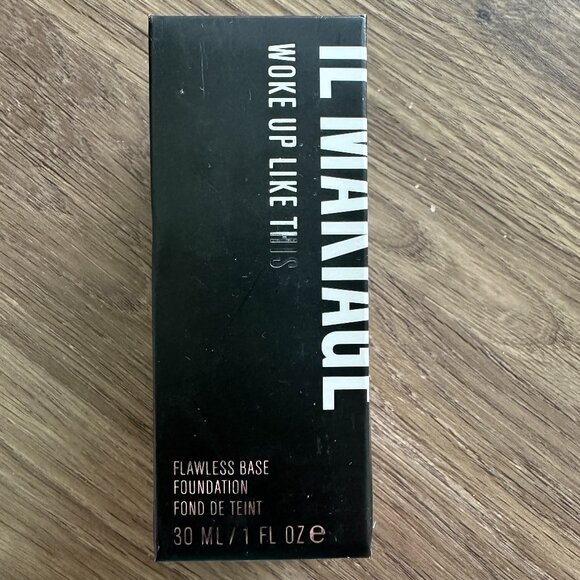 IL MAKIAGE
WOKE UP LIKE THIS
FLAWLESS BASE
FOUNDATION
FOND DE TEINT
30 ML / 1 FL OZ e